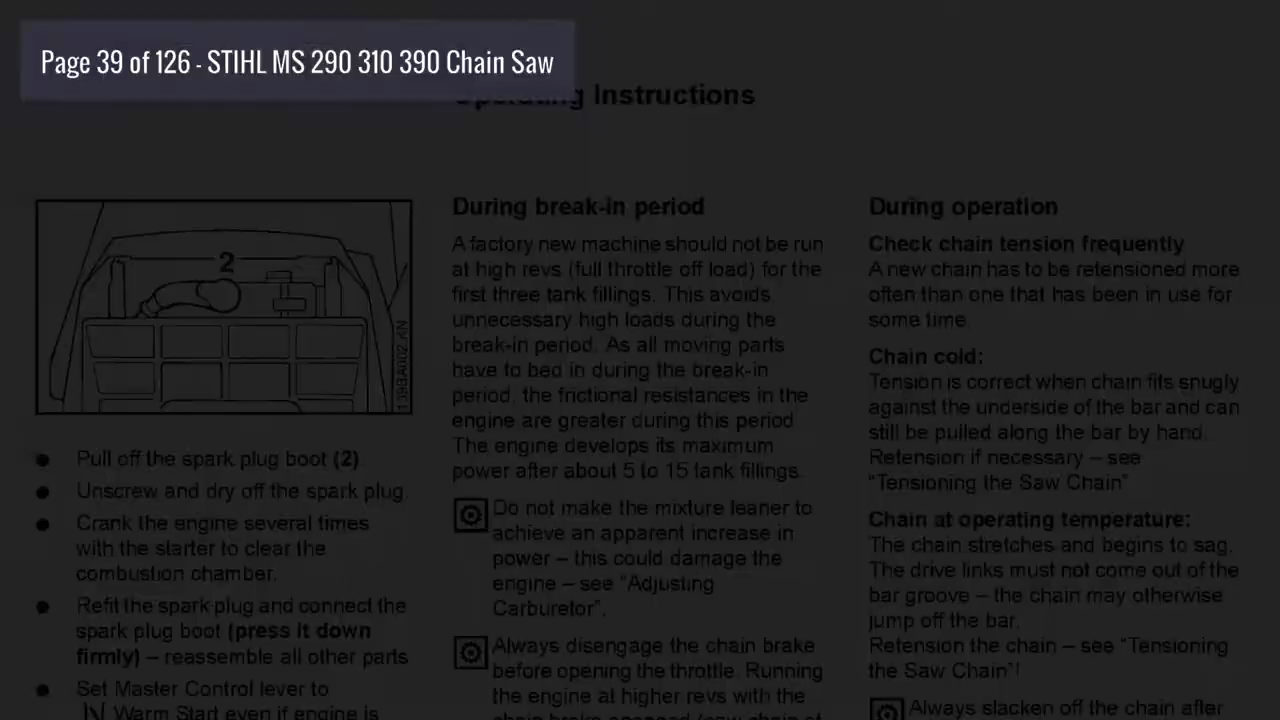 Page 39 of 126 - STIHL MS 290 310 390 Chain Saw
Operating Instructions
2
139BA002 AN
● Pull off the spark plug boot (2)
● Unscrew and dry off the spark plug.
● Crank the engine several times
with the starter to clear the
combustion chamber.
● Refit the spark plug and connect the
spark plug boot (press it down
firmly) – reassemble all other parts
● Set Master Control lever to
Warm Start even if engine is
During break-in period
A factory new machine should not be run
at high revs (full throttle off load) for the
first three tank fillings. This avoids
unnecessary high loads during the
break-in period. As all moving parts
have to bed in during the break-in
period, the frictional resistances in the
engine are greater during this period
The engine develops its maximum
power after about 5 to 15 tank fillings.
Do not make the mixture leaner to
achieve an apparent increase in
power – this could damage the
engine – see "Adjusting
Carburetor".
Always disengage the chain brake
before opening the throttle. Running
the engine at higher revs with the
chain brake engaged (saw chain at
During operation
Check chain tension frequently
A new chain has to be retensioned more
often than one that has been in use for
some time.
Chain cold:
Tension is correct when chain fits snugly
against the underside of the bar and can
still be pulled along the bar by hand.
Retension if necessary – see
"Tensioning the Saw Chain"
Chain at operating temperature:
The chain stretches and begins to sag.
The drive links must not come out of the
bar groove – the chain may otherwise
jump off the bar.
Retension the chain – see "Tensioning
the Saw Chain"!
Always slacken off the chain after